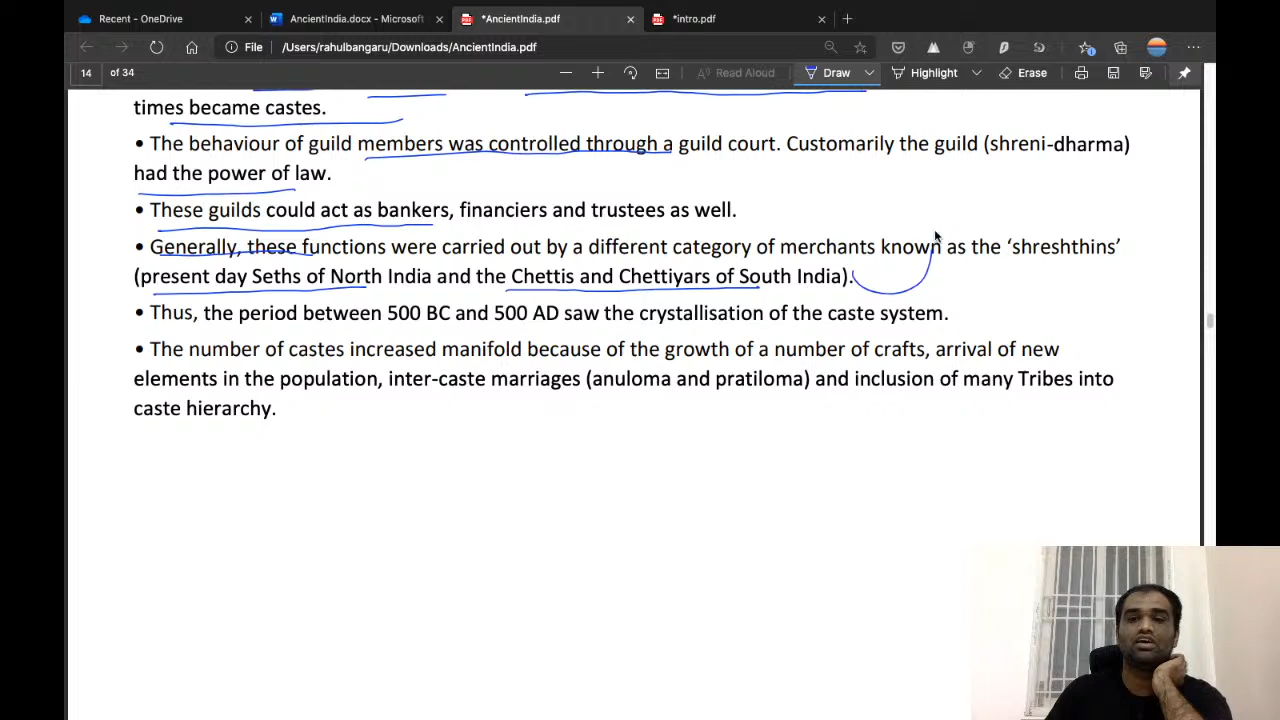 Recent - OneDrive
AncientIndia.docx - Microsoft
*AncientIndia.pdf
*intro.pdf
File
/Users/rahulbangaru/Downloads/AncientIndia.pdf
14 of 34
Read Aloud
Draw
Highlight
Erase
times became castes.
• The behaviour of guild members was controlled through a guild court. Customarily the guild (shreni-dharma)
had the power of law.
• These guilds could act as bankers, financiers and trustees as well.
• Generally, these functions were carried out by a different category of merchants known as the ‘shreshthins’
(present day Seths of North India and the Chettis and Chettiyars of South India).
• Thus, the period between 500 BC and 500 AD saw the crystallisation of the caste system.
• The number of castes increased manifold because of the growth of a number of crafts, arrival of new
elements in the population, inter-caste marriages (anuloma and pratiloma) and inclusion of many Tribes into
caste hierarchy.